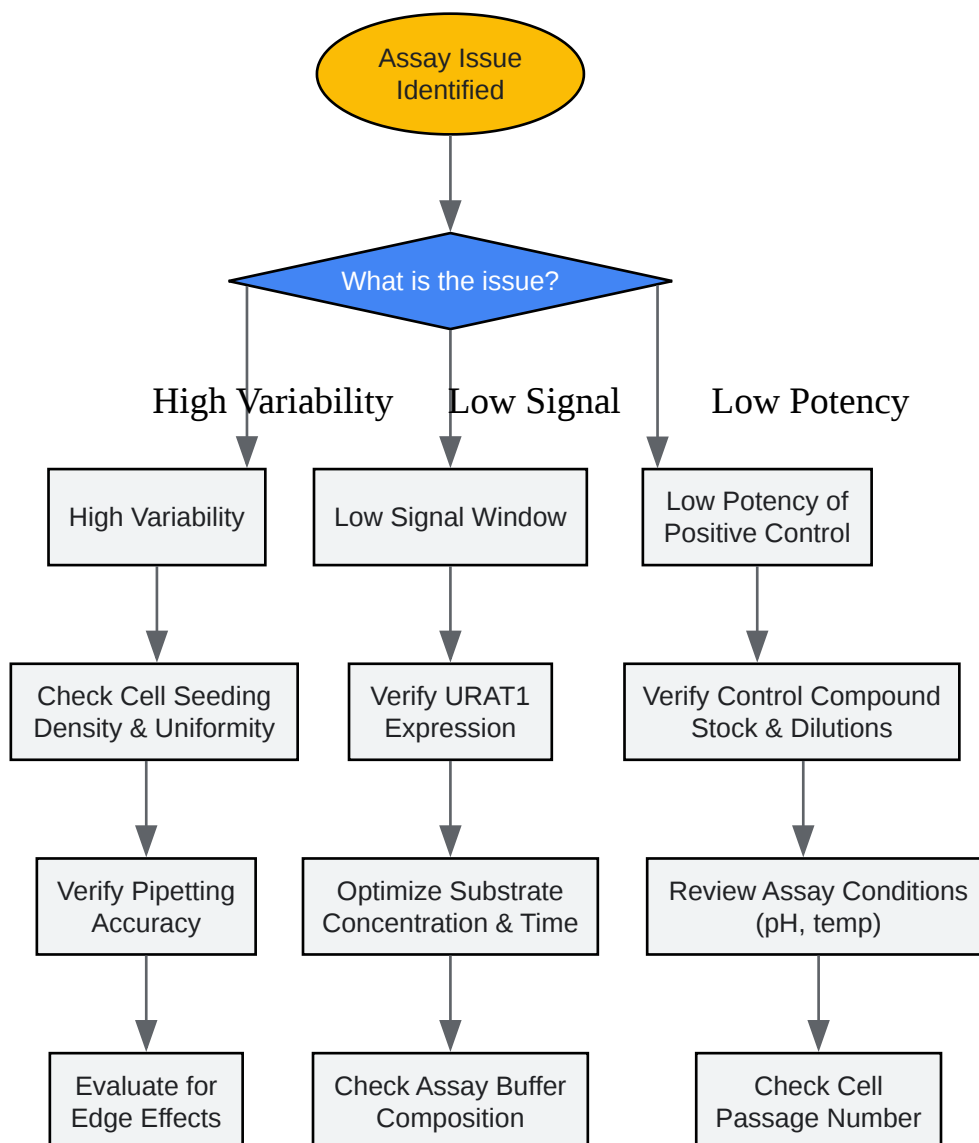 Assay Issue
Identified
What is the issue?
High Variability
Low Signal
Low Potency
High Variability
Low Signal Window
Low Potency of
Positive Control
Check Cell Seeding
Density & Uniformity
Verify URAT1
Expression
Verify Control Compound
Stock & Dilutions
Verify Pipetting
Accuracy
Optimize Substrate
Concentration & Time
Review Assay Conditions
(pH, temp)
Evaluate for
Edge Effects
Check Assay Buffer
Composition
Check Cell
Passage Number